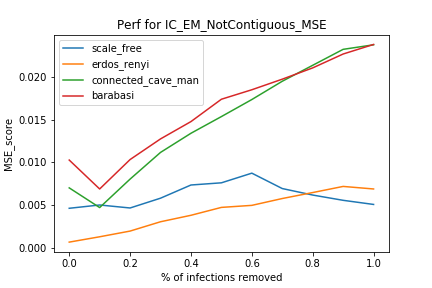 Perf for IC_EM_NotContiguous_MSE
scale_free
erdos_renyi
connected_cave_man
barabasi
MSE_score
0.020
0.015
0.010
0.005
0.000
0.0 0.2 0.4 0.6 0.8 1.0
% of infections removed